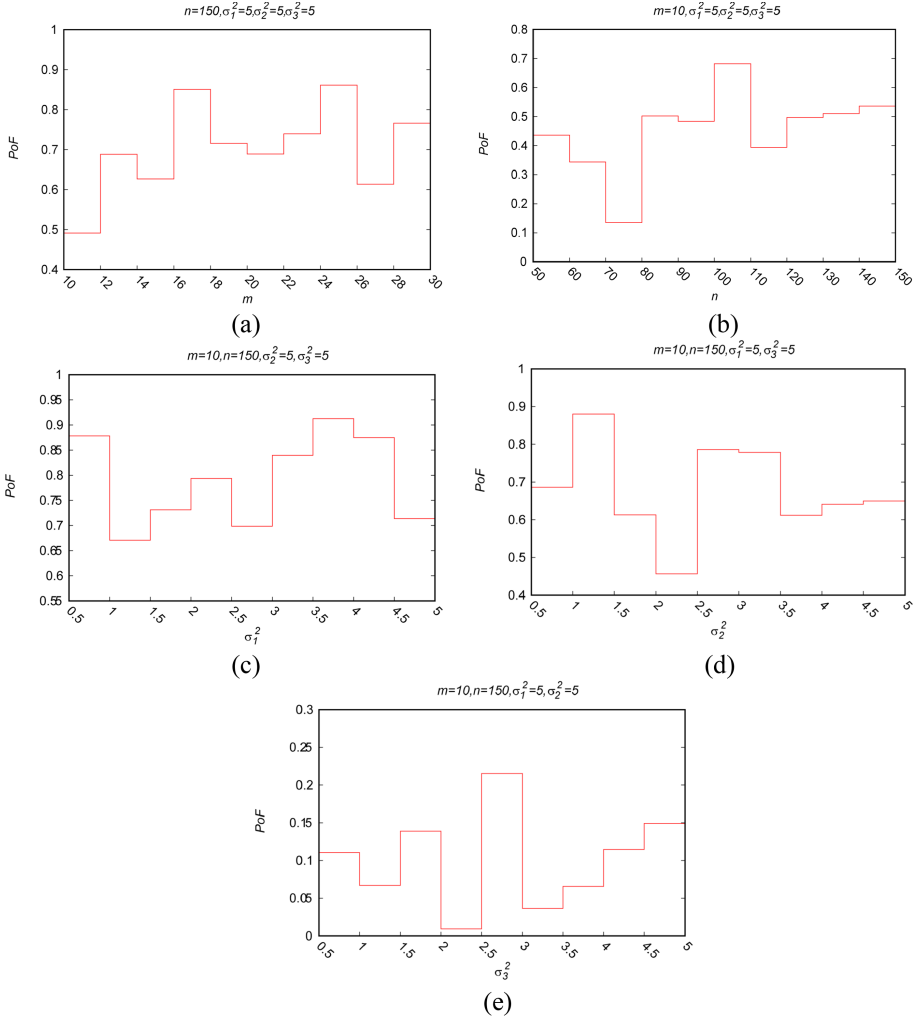 n=150,σ₁²=5,σ₂²=5,σ₃²=5
1
0.9
0.8
0.7
0.6
0.5
0.4
PoF
10 12 14 16 18 20 22 24 26 28 30
m
(a)
m=10,σ₁²=5,σ₂²=5,σ₃²=5
0.8
0.7
0.6
0.5
0.4
0.3
0.2
0.1
0
PoF
50 60 70 80 90 100 110 120 130 140 150
n
(b)
m=10,n=150,σ₂²=5,σ₃²=5
1
0.95
0.9
0.85
0.8
0.75
0.7
0.65
0.6
0.55
PoF
0.5 1 1.5 2 2.5 3 3.5 4 4.5 5
σ₁²
(c)
m=10,n=150,σ₁²=5,σ₃²=5
1
0.9
0.8
0.7
0.6
0.5
0.4
PoF
0.5 1 1.5 2 2.5 3 3.5 4 4.5 5
σ₂²
(d)
m=10,n=150,σ₁²=5,σ₂²=5
0.3
0.25
0.2
0.15
0.1
0.05
0
PoF
0.5 1 1.5 2 2.5 3 3.5 4 4.5 5
σ₃²
(e)